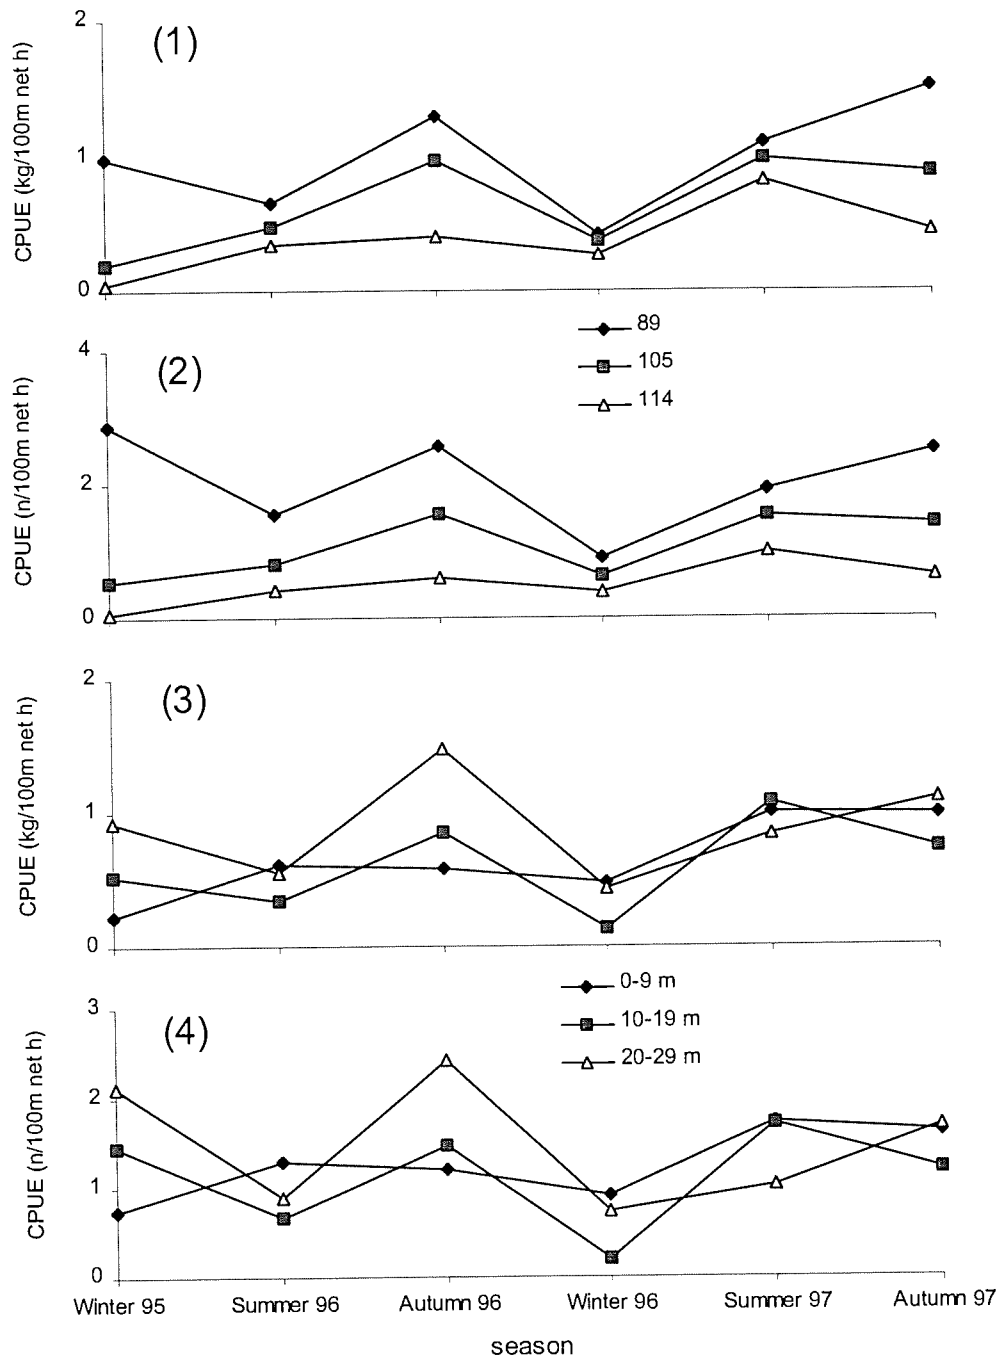 2
(1)
CPUE (kg/100m net h)
1
0
89
105
114
4
(2)
CPUE (n/100m net h)
2
0
2
(3)
CPUE (kg/100m net h)
1
0
0-9 m
10-19 m
20-29 m
3
(4)
CPUE (n/100m net h)
2
1
0
Winter 95 Summer 96 Autumn 96 Winter 96 Summer 97 Autumn 97
season